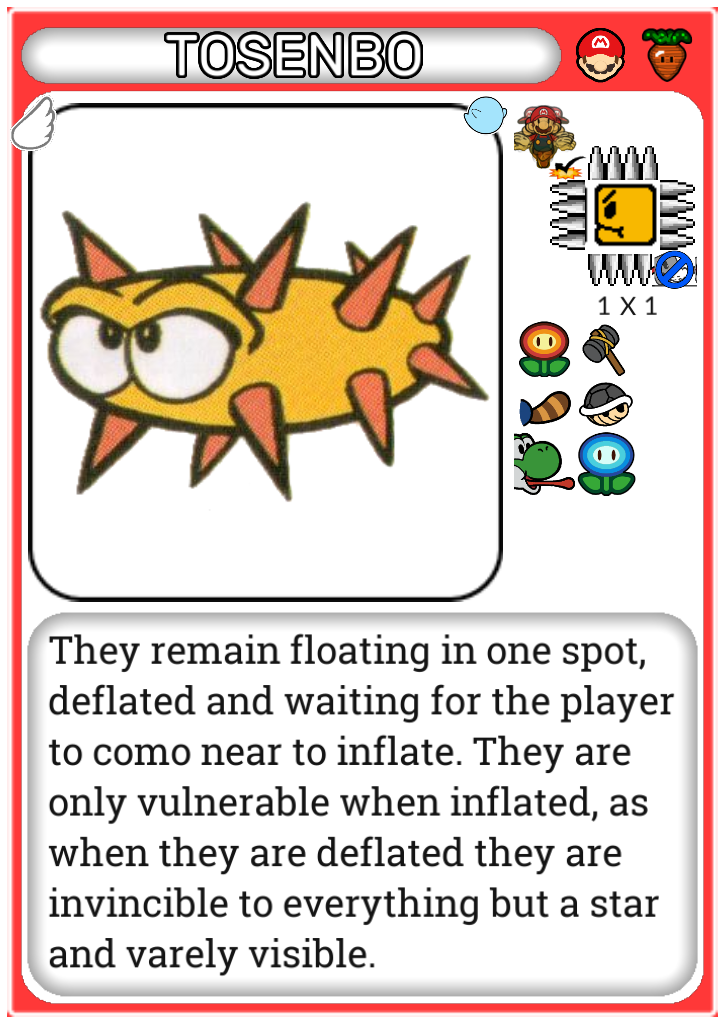 TOSENBO
1 X 1
They remain floating in one spot,
deflated and waiting for the player
to como near to inflate. They are
only vulnerable when inflated, as
when they are deflated they are
invincible to everything but a star
and varely visible.